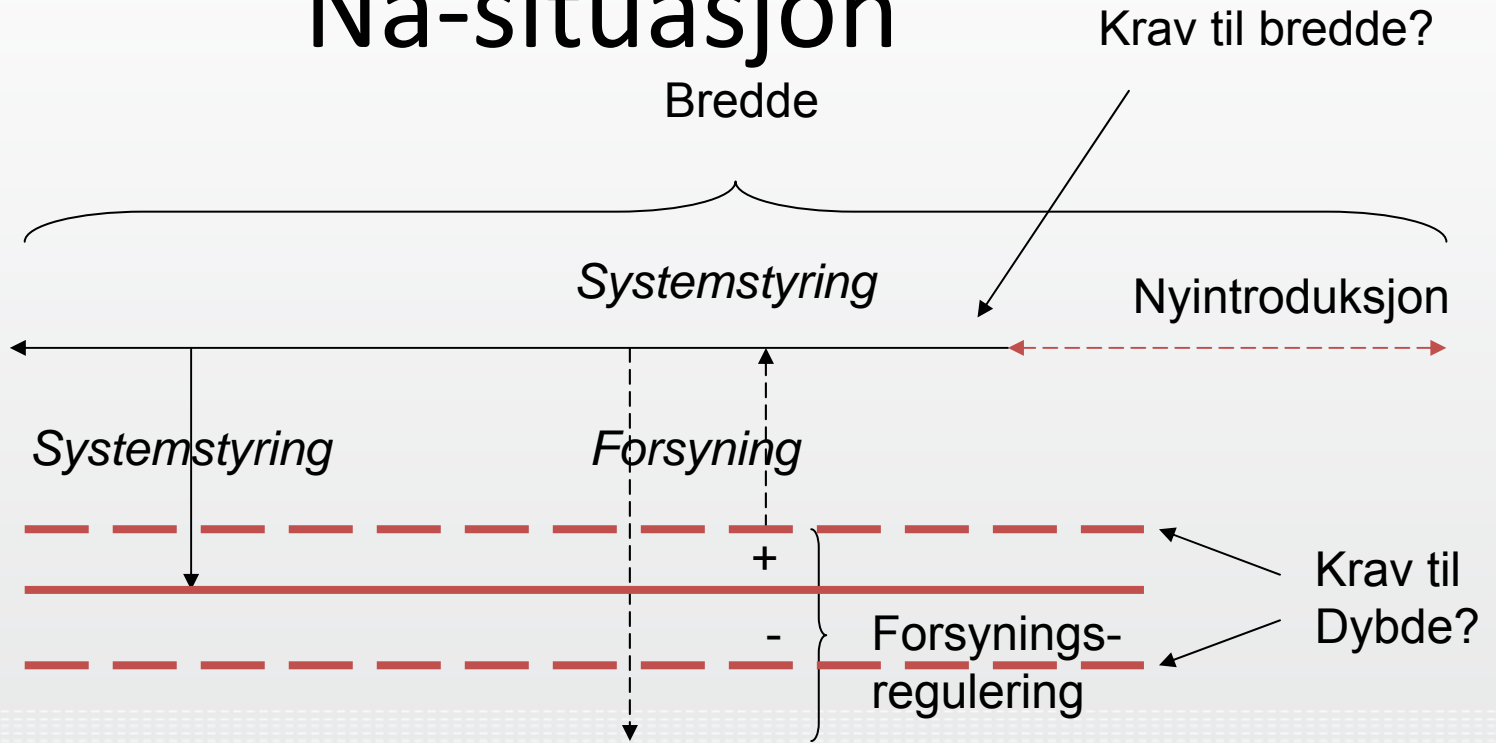 Nå-situasjon
Krav til bredde?
Bredde
Systemstyring
Nyintroduksjon
Systemstyring
Forsyning
+
Krav til
Dybde?
-
Forsynings-
regulering